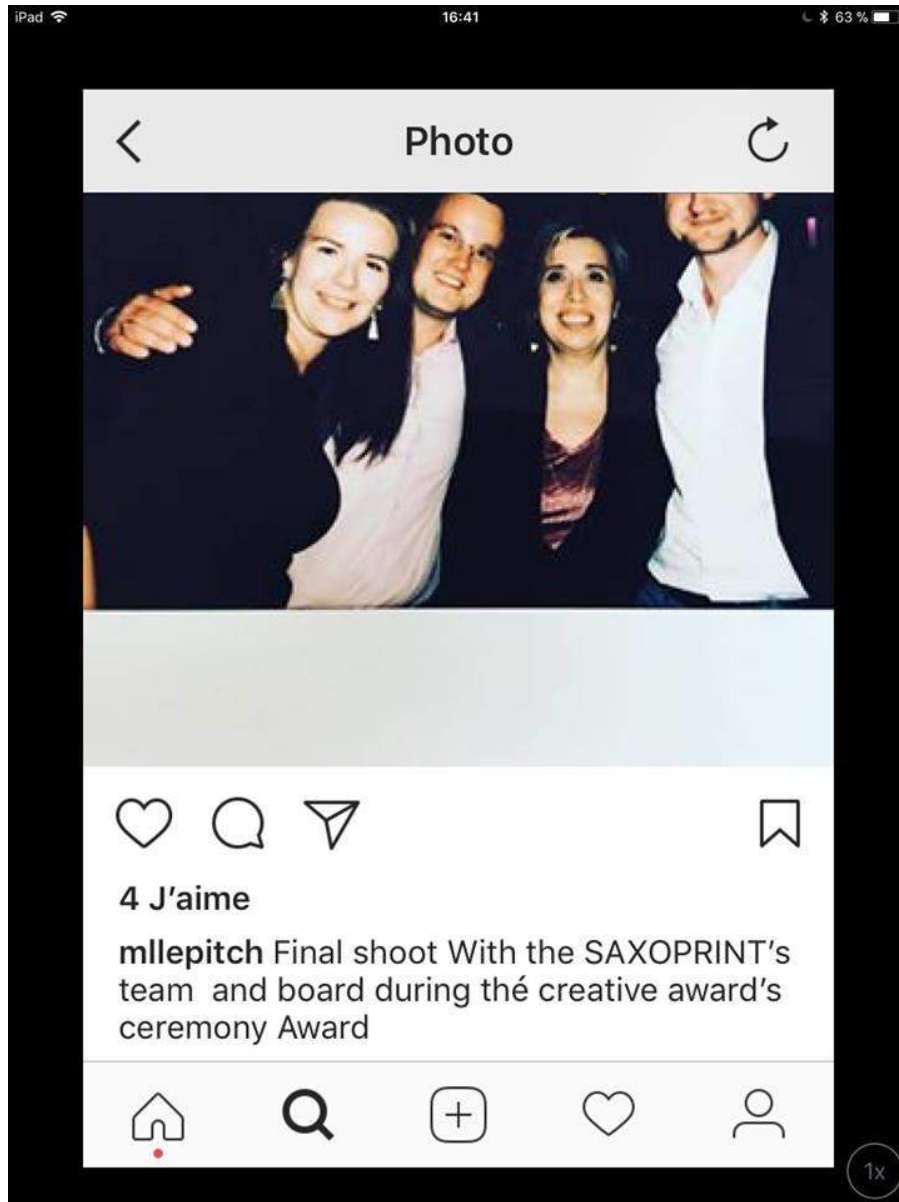 iPad 16:41 63 %
Photo
4 J'aime
mllepitch Final shoot With the SAXOPRINT's
team and board during thé creative award's
ceremony Award
1x